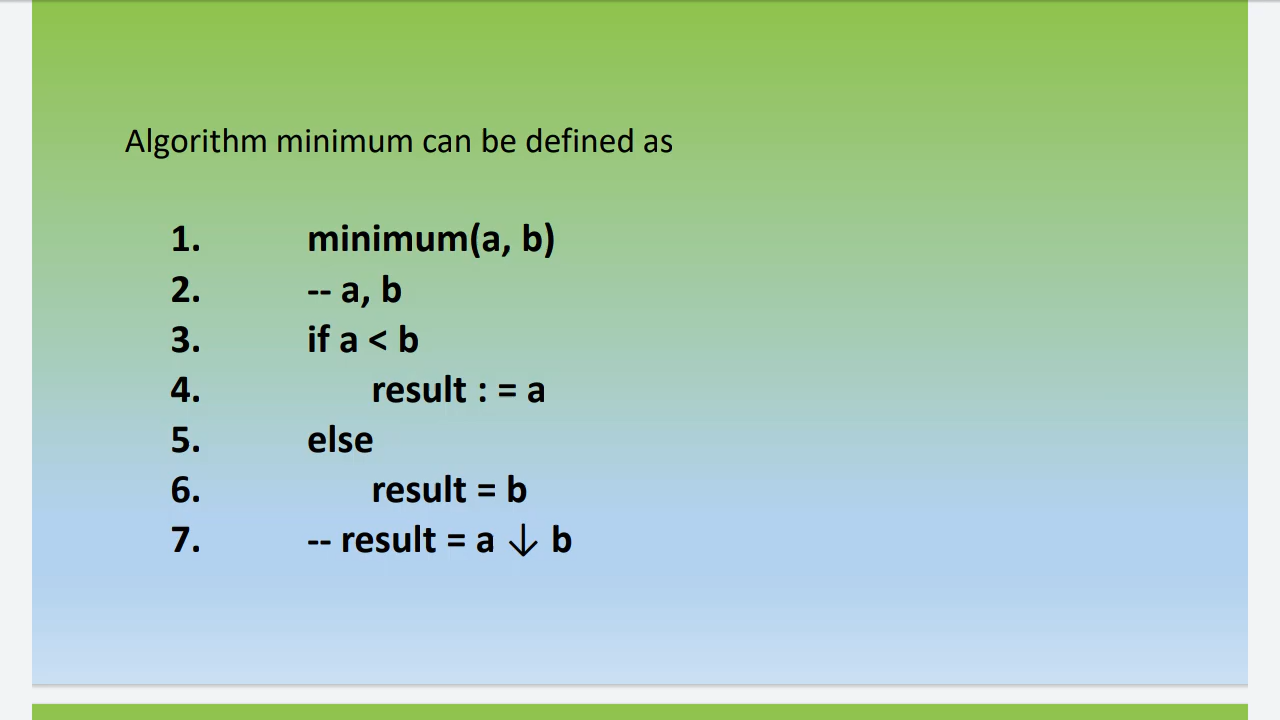 Algorithm minimum can be defined as
1. minimum(a, b)
2. -- a, b
3. if a < b
4. result : = a
5. else
6. result = b
7. -- result = a ↓ b